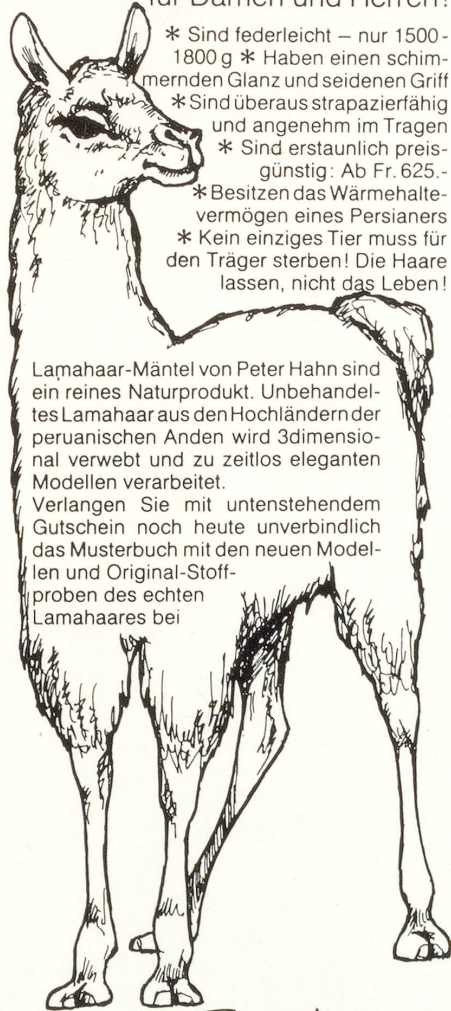 für Damen und Herren!
* Sind federleicht – nur 1500-
1800 g * Haben einen schim-
mernden Glanz und seidenen Griff
* Sind überaus strapazierfähig
und angenehm im Tragen
* Sind erstaunlich preis-
günstig: Ab Fr. 625.-
* Besitzen das Wärmehalte-
vermögen eines Persianers
* Kein einziges Tier muss für
den Träger sterben! Die Haare
lassen, nicht das Leben!
Lamahaar-Mäntel von Peter Hahn sind
ein reines Naturprodukt. Unbehandel-
tes Lamahaar aus den Hochländern der
peruanischen Anden wird 3dimensio-
nal verwebt und zu zeitlos eleganten
Modellen verarbeitet.
Verlangen Sie mit untenstehendem
Gutschein noch heute unverbindlich
das Musterbuch mit den neuen Model-
len und Original-Stoff-
proben des echten
Lamahaares bei